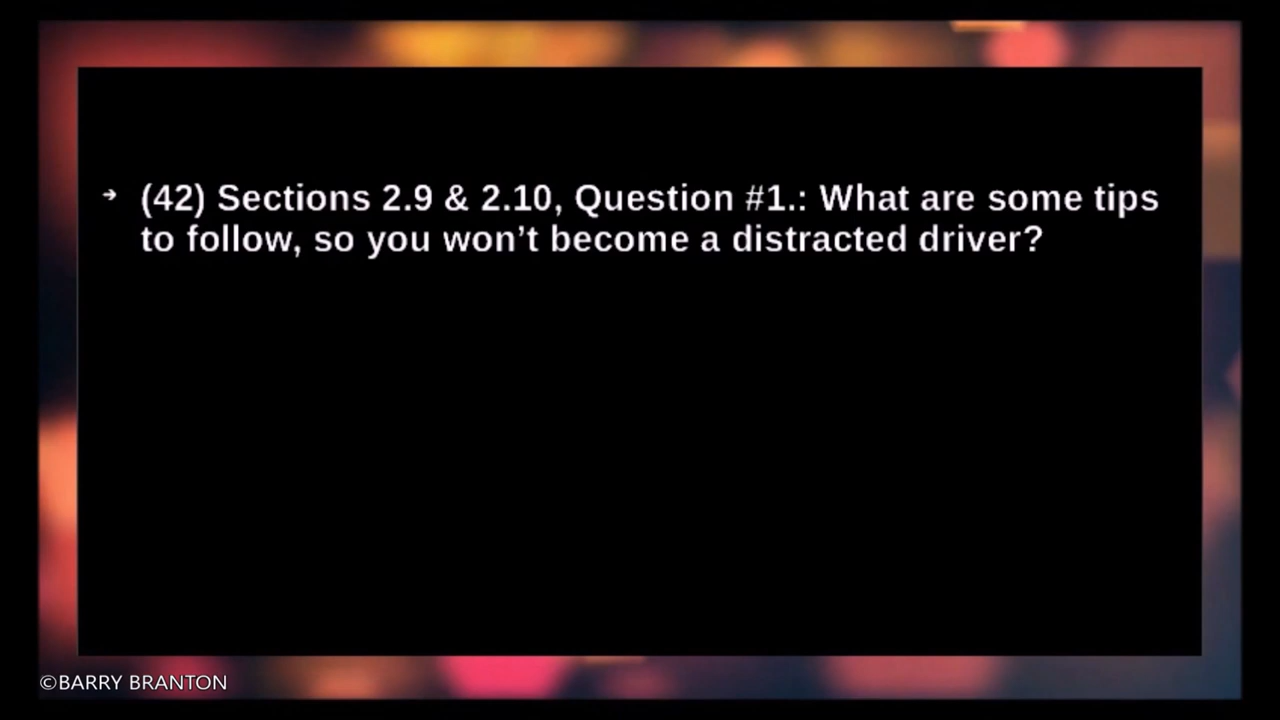 ➔ (42) Sections 2.9 & 2.10, Question #1.: What are some tips
to follow, so you won’t become a distracted driver?
©BARRY BRANTON